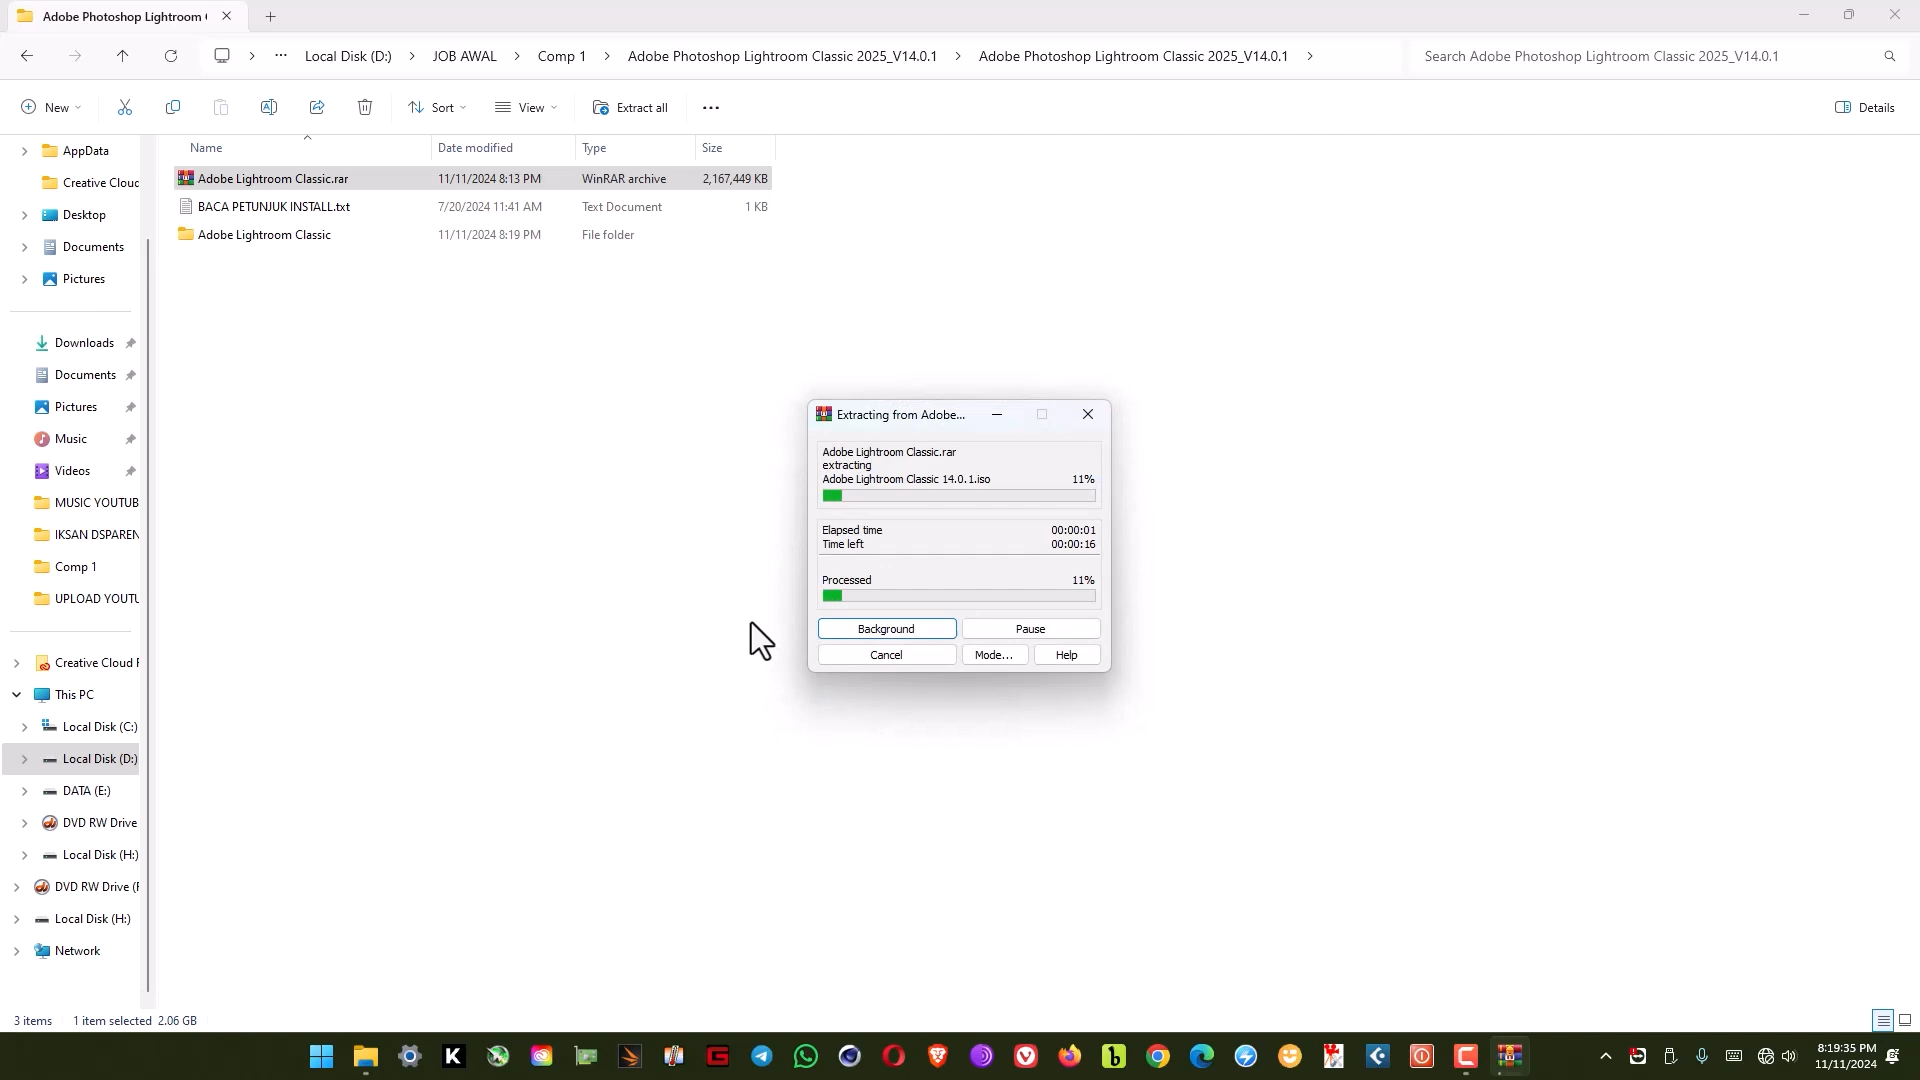 Adobe Photoshop Lightroom (
Local Disk (D:) JOB AWAL Comp 1 Adobe Photoshop Lightroom Classic 2025_V14.0.1 Adobe Photoshop Lightroom Classic 2025_V14.0.1
Search Adobe Photoshop Lightroom Classic 2025_V14.0.1
New Sort View Extract all Details
Name Date modified Type Size
Adobe Lightroom Classic.rar 11/11/2024 8:13 PM WinRAR archive 2,167,449 KB
BACA PETUNJUK INSTALL.txt 7/20/2024 11:41 AM Text Document 1 KB
Adobe Lightroom Classic 11/11/2024 8:19 PM File folder
AppData
Creative Cloud
Desktop
Documents
Pictures
Downloads
Documents
Pictures
Music
Videos
MUSIC YOUTUB
IKSAN DSPAREN
Comp 1
UPLOAD YOUTU
Creative Cloud F
This PC
Local Disk (C:)
Local Disk (D:)
DATA (E:)
DVD RW Drive
Local Disk (H:)
DVD RW Drive (F
Local Disk (H:)
Network
Extracting from Adobe...
Adobe Lightroom Classic.rar
extracting
Adobe Lightroom Classic 14.0.1.iso 11%
Elapsed time 00:00:01
Time left 00:00:16
Processed 11%
Background Pause
Cancel Mode... Help
3 items 1 item selected 2.06 GB
8:19:35 PM
11/11/2024